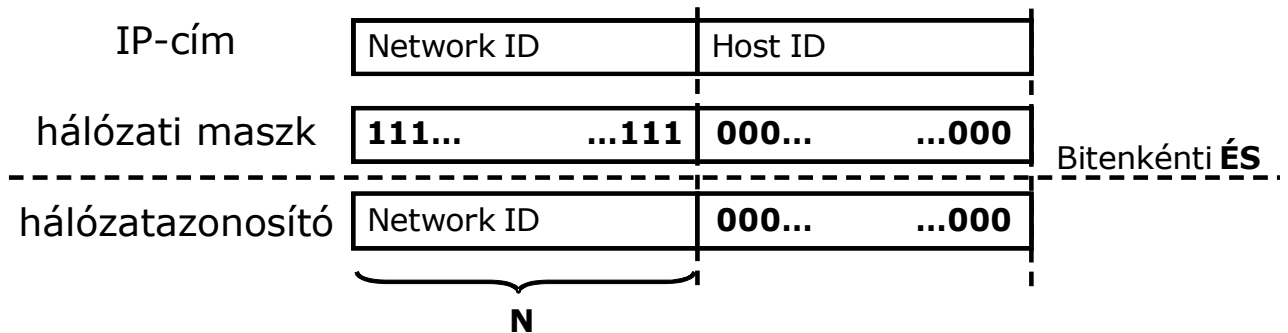 IP-cím Network ID Host ID
hálózati maszk 111... ...111 000... ...000
Bitenkénti ÉS
hálózatazonosító Network ID 000... ...000
N